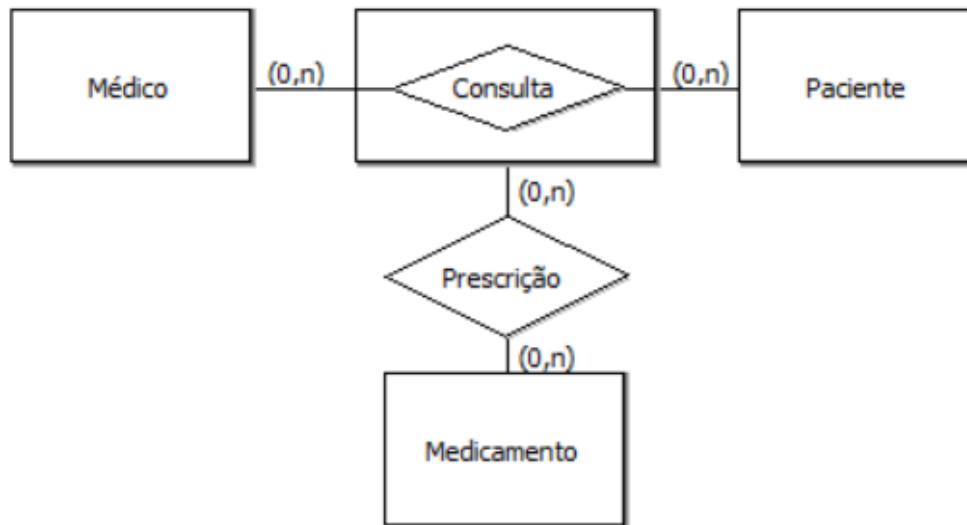 Médico
(0,n)
Consulta
(0,n)
Paciente
(0,n)
Prescrição
(0,n)
Medicamento